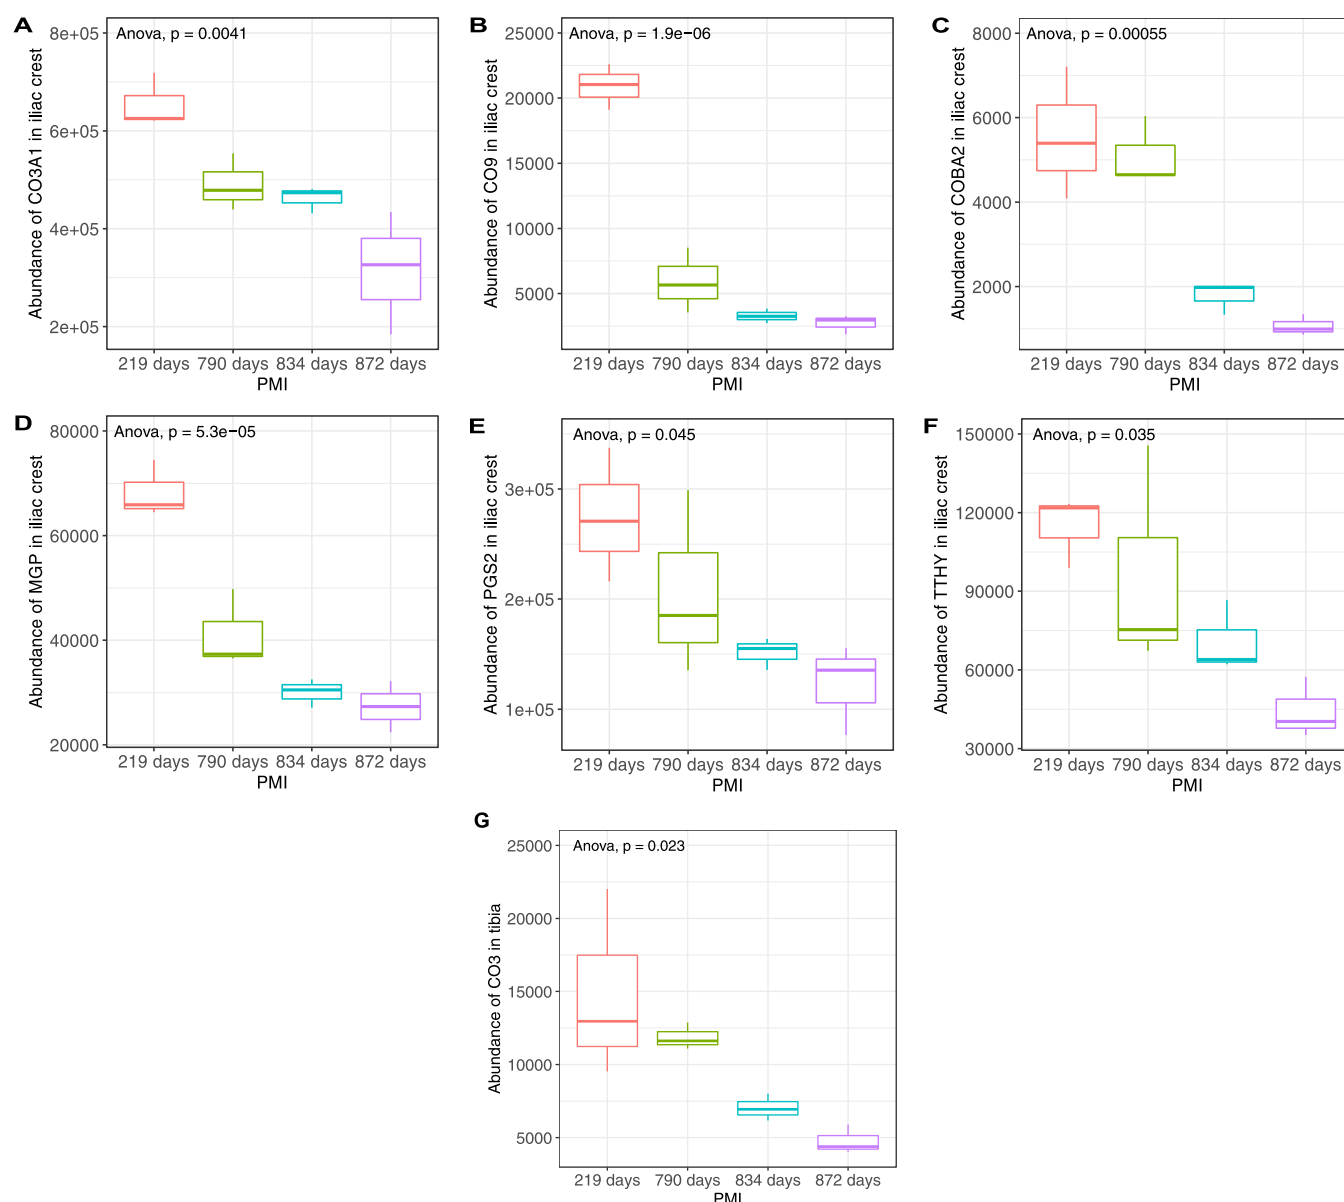 A
Anova, p = 0.0041
Abundance of CO3A1 in iliac crest
8e+05
6e+05
4e+05
2e+05
219 days 790 days 834 days 872 days
PMI
B
Anova, p = 1.9e−06
Abundance of CO9 in iliac crest
25000
20000
15000
10000
5000
219 days 790 days 834 days 872 days
PMI
C
Anova, p = 0.00055
Abundance of COBA2 in iliac crest
8000
6000
4000
2000
219 days 790 days 834 days 872 days
PMI
D
Anova, p = 5.3e−05
Abundance of MGP in iliac crest
80000
60000
40000
20000
219 days 790 days 834 days 872 days
PMI
E
Anova, p = 0.045
Abundance of PGS2 in iliac crest
3e+05
2e+05
1e+05
219 days 790 days 834 days 872 days
PMI
F
Anova, p = 0.035
Abundance of TTHY in iliac crest
150000
120000
90000
60000
30000
219 days 790 days 834 days 872 days
PMI
G
Anova, p = 0.023
Abundance of CO3 in tibia
25000
20000
15000
10000
5000
219 days 790 days 834 days 872 days
PMI